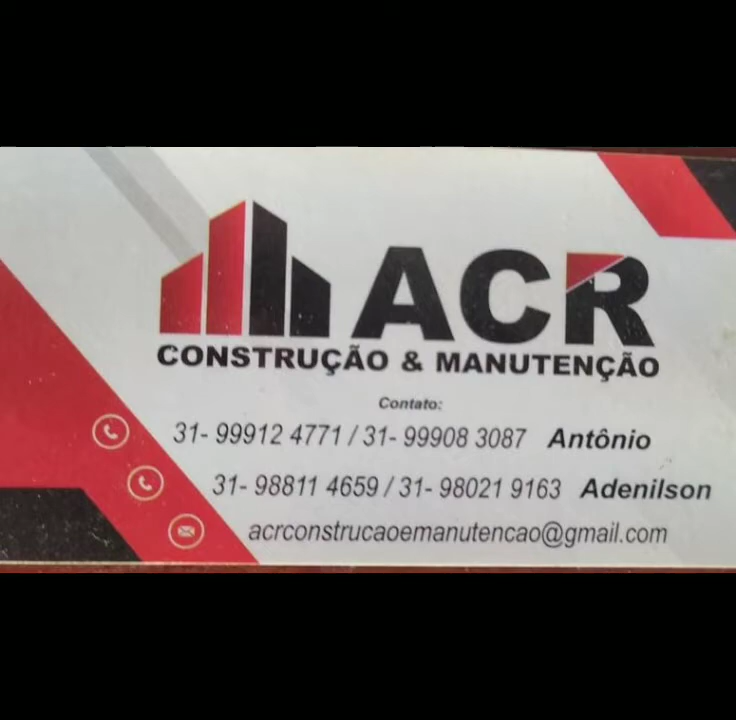 ACR
CONSTRUÇÃO & MANUTENÇÃO
Contato:
31- 99912 4771 / 31- 99908 3087 Antônio
31- 98811 4659 / 31- 98021 9163 Adenilson
acrconstrucaoemanutencao@gmail.com